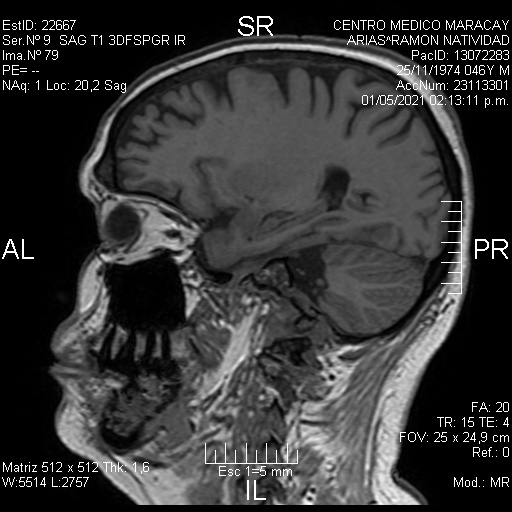 EstID: 22667
Ser.Nº 9 SAG T1 3DFSPGR IR
Ima.Nº 79
PE= --
NAq: 1 Loc: 20,2 Sag
SR
CENTRO MEDICO MARACAY
ARIAS^RAMON NATIVIDAD
PacID: 13072283
25/11/1974 046Y M
AccNum: 23113301
01/05/2021 02:13:11 p.m.
AL
PR
FA: 20
TR: 15 TE: 4
FOV: 25 x 24,9 cm
Ref.: 0
Matriz 512 x 512 Thk: 1,6
W:5514 L:2757
Esc 1=5 mm
IL
Mod.: MR